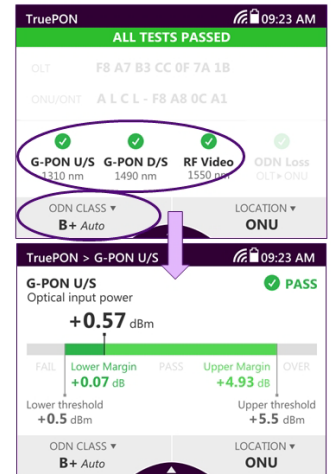 TruePON 09:23 AM
ALL TESTS PASSED
OLT F8 A7 B3 CC 0F 7A 1B
ONU/ONT A L C L - F8 A8 0C A1
G-PON U/S G-PON D/S RF Video ODN Loss
1310 nm 1490 nm 1550 nm OLT▸ONU
ODN CLASS ▾ LOCATION ▾
B+ Auto ONU
TruePON > G-PON U/S 09:23 AM
G-PON U/S PASS
Optical input power
+0.57 dBm
FAIL Lower Margin PASS Upper Margin OVER
+0.07 dB +4.93 dB
Lower threshold Upper threshold
+0.5 dBm +5.5 dBm
ODN CLASS ▾ LOCATION ▾
B+ Auto ONU